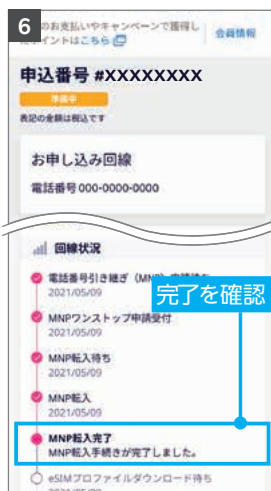 6
のお支払いやキャンペーンで獲得し
ポイントはこちら
会員情報
申込番号 #XXXXXXXX
準備中
表記の金額は税込です
お申し込み回線
電話番号 000-0000-0000
回線状況
電話番号引き継ぎ（MNP）
2021/05/09
完了を確認
MNPワンストップ申請受付
2021/05/09
MNP転入待ち
2021/05/09
MNP転入
2021/05/09
MNP転入完了
MNP転入手続きが完了しました。
eSIMプロファイルダウンロード待ち